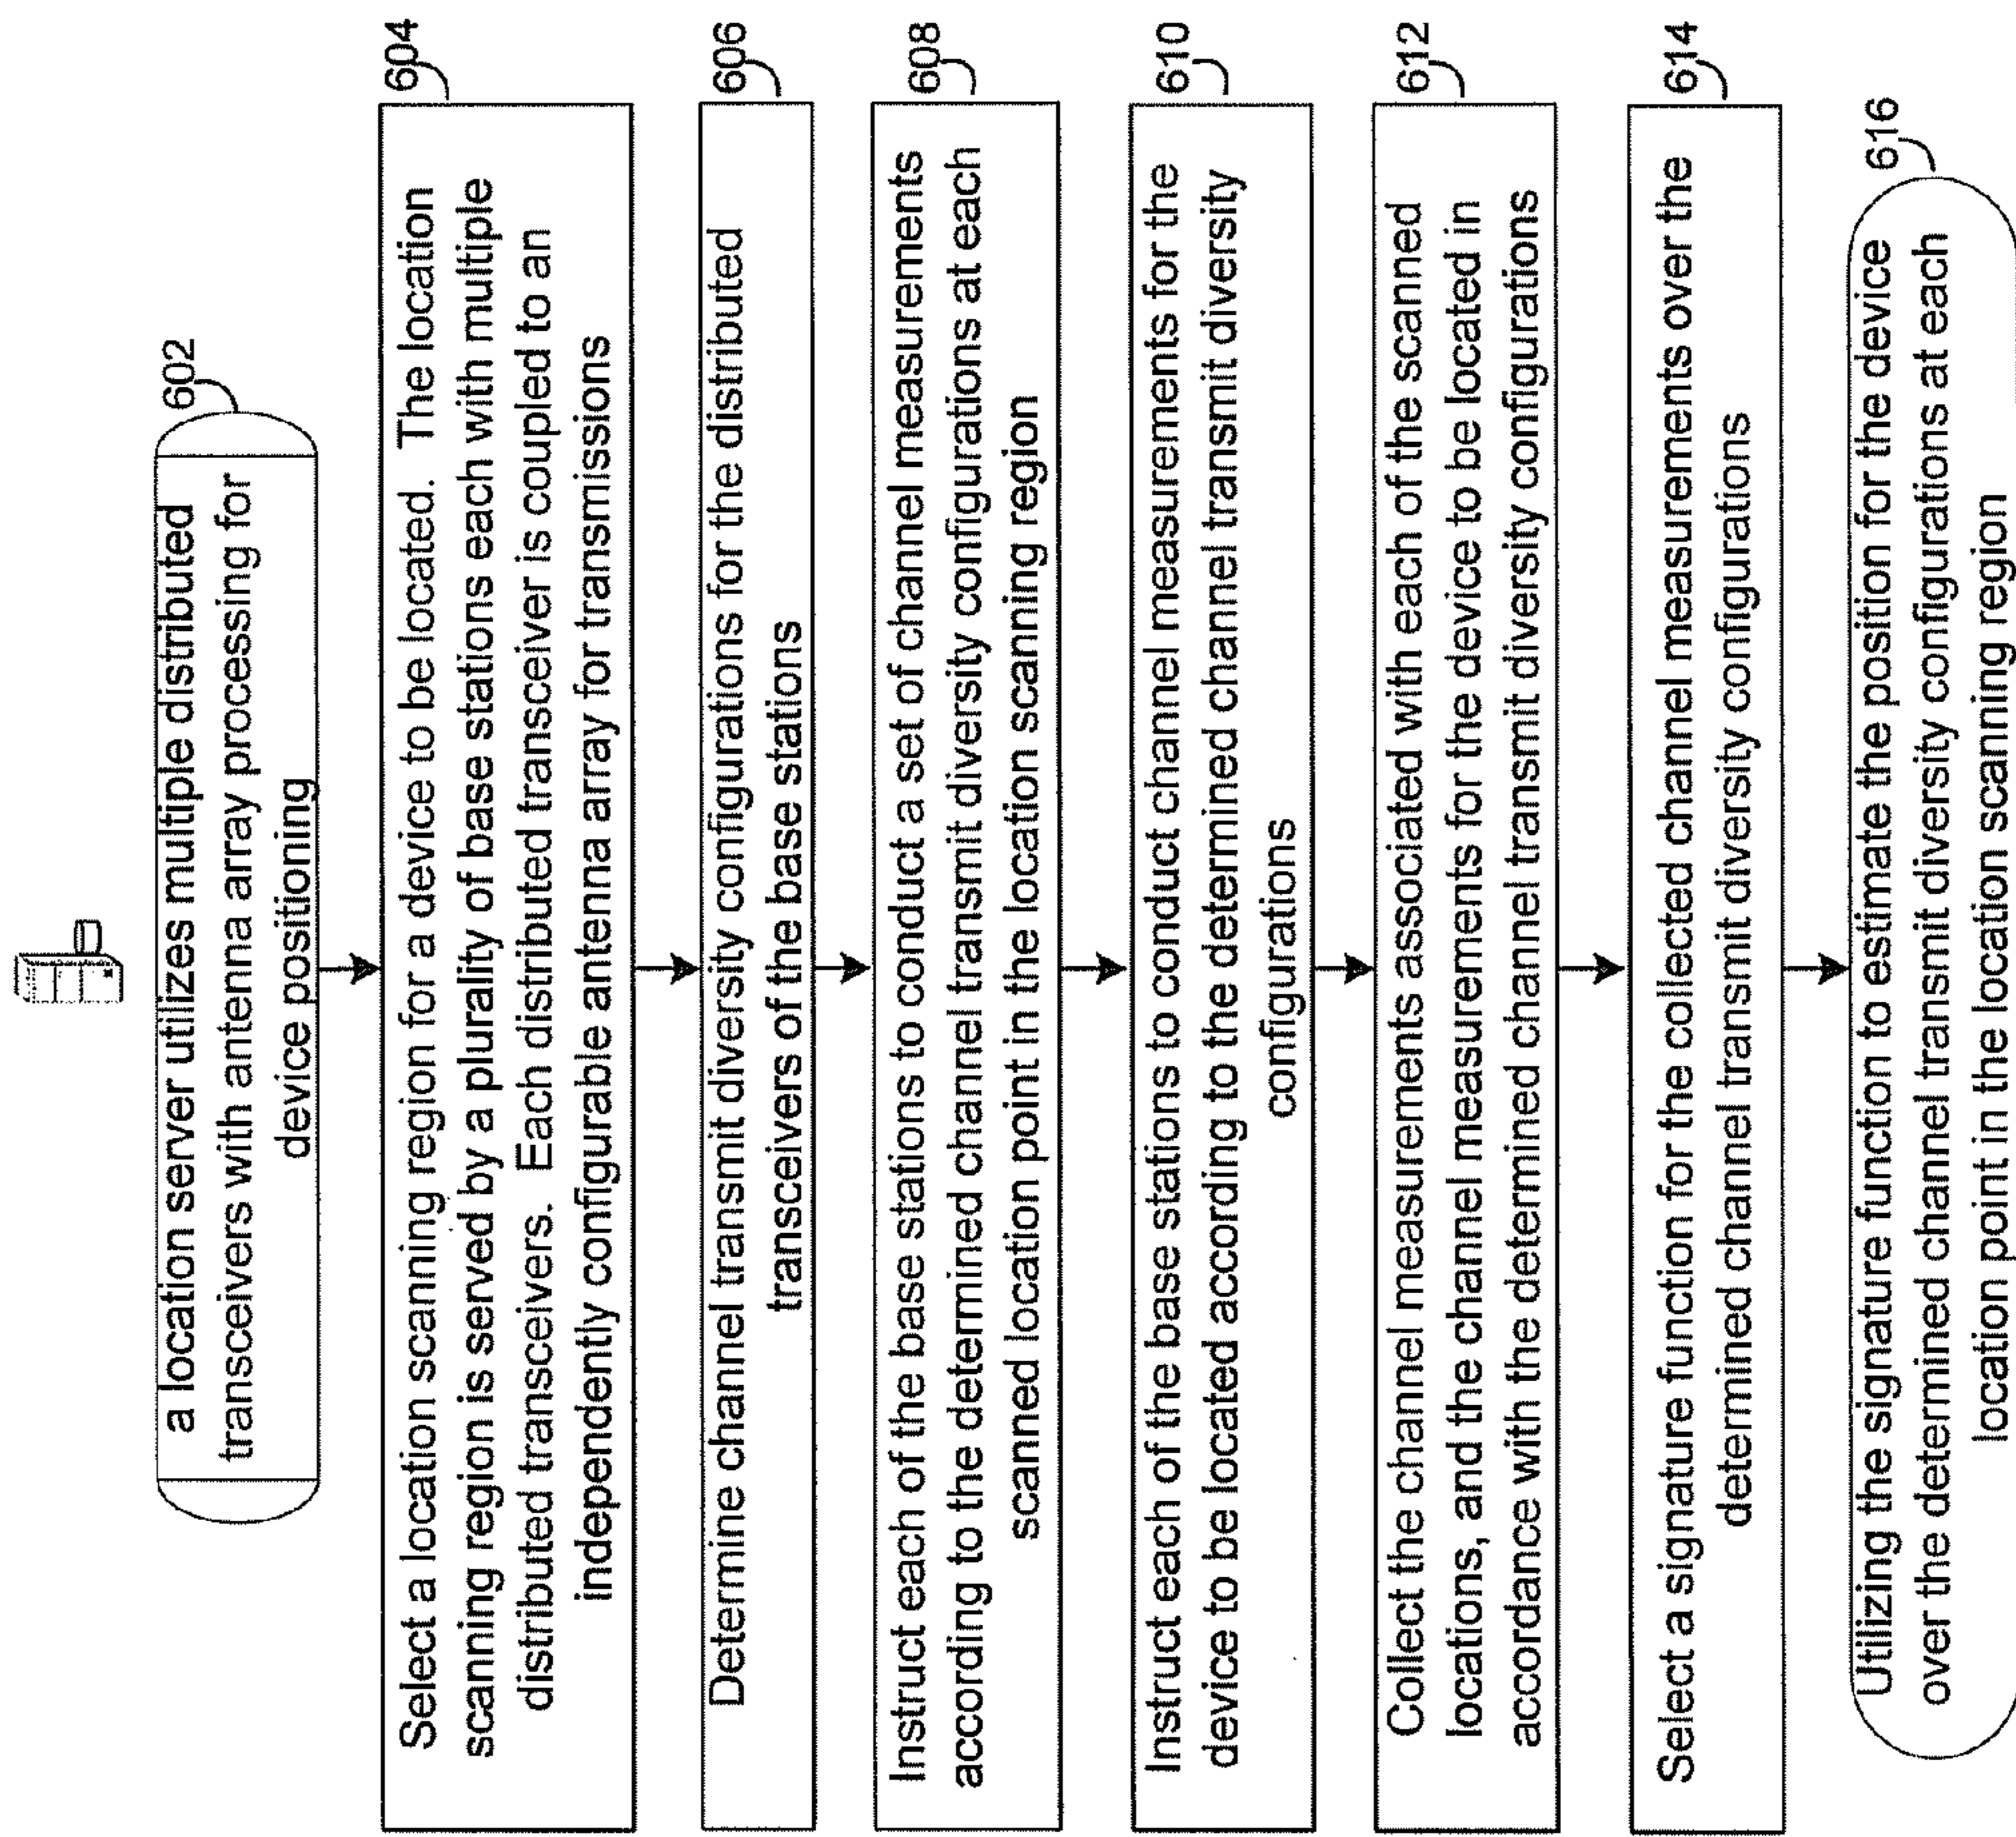 602
a location server utilizes multiple distributed
transceivers with antenna array processing for
device positioning
604
Select a location scanning region for a device to be located. The location
scanning region is served by a plurality of base stations each with multiple
distributed transceivers. Each distributed transceiver is coupled to an
independently configurable antenna array for transmissions
606
Determine channel transmit diversity configurations for the distributed
transceivers of the base stations
608
Instruct each of the base stations to conduct a set of channel measurements
according to the determined channel transmit diversity configurations at each
scanned location point in the location scanning region
610
Instruct each of the base stations to conduct channel measurements for the
device to be located according to the determined channel transmit diversity
configurations
612
Collect the channel measurements associated with each of the scanned
locations, and the channel measurements for the device to be located in
accordance with the determined channel transmit diversity configurations
614
Select a signature function for the collected channel measurements over the
determined channel transmit diversity configurations
616
Utilizing the signature function to estimate the position for the device
over the determined channel transmit diversity configurations at each
location point in the location scanning region